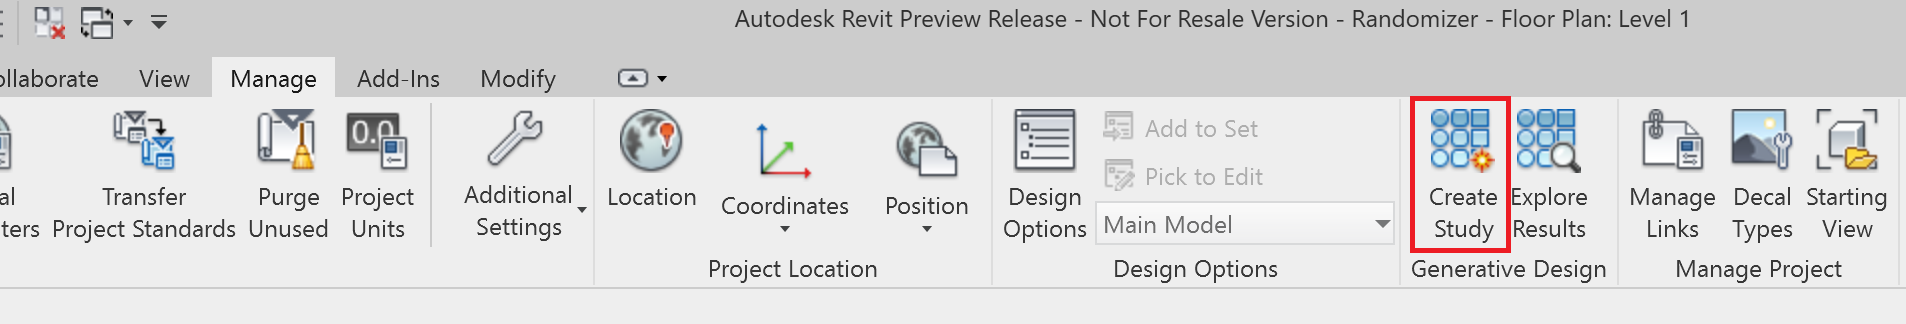 Autodesk Revit Preview Release - Not For Resale Version - Randomizer - Floor Plan: Level 1
ollaborate View Manage Add-Ins Modify
0.0
al
ters
Transfer
Project Standards
Purge
Unused
Project
Units
Additional
Settings
Location
Coordinates
Position
Project Location
Design
Options
Add to Set
Pick to Edit
Main Model
Design Options
Create
Study
Explore
Results
Generative Design
Manage
Links
Decal
Types
Starting
View
Manage Project